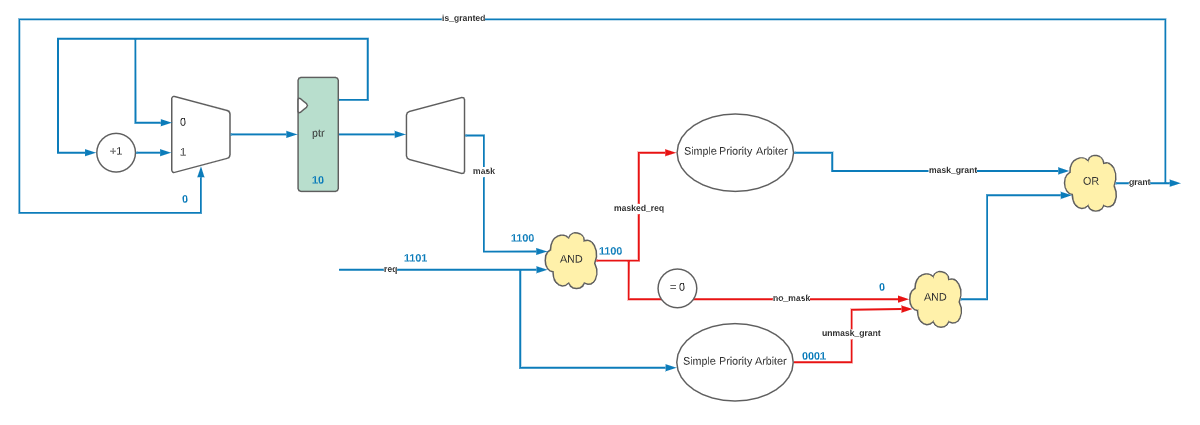 is_granted
0
+1
1
ptr
10
0
mask
1100
AND
1100
1101
req
masked_req
Simple Priority Arbiter
mask_grant
OR
grant
= 0
no_mask
0
AND
unmask_grant
Simple Priority Arbiter
0001